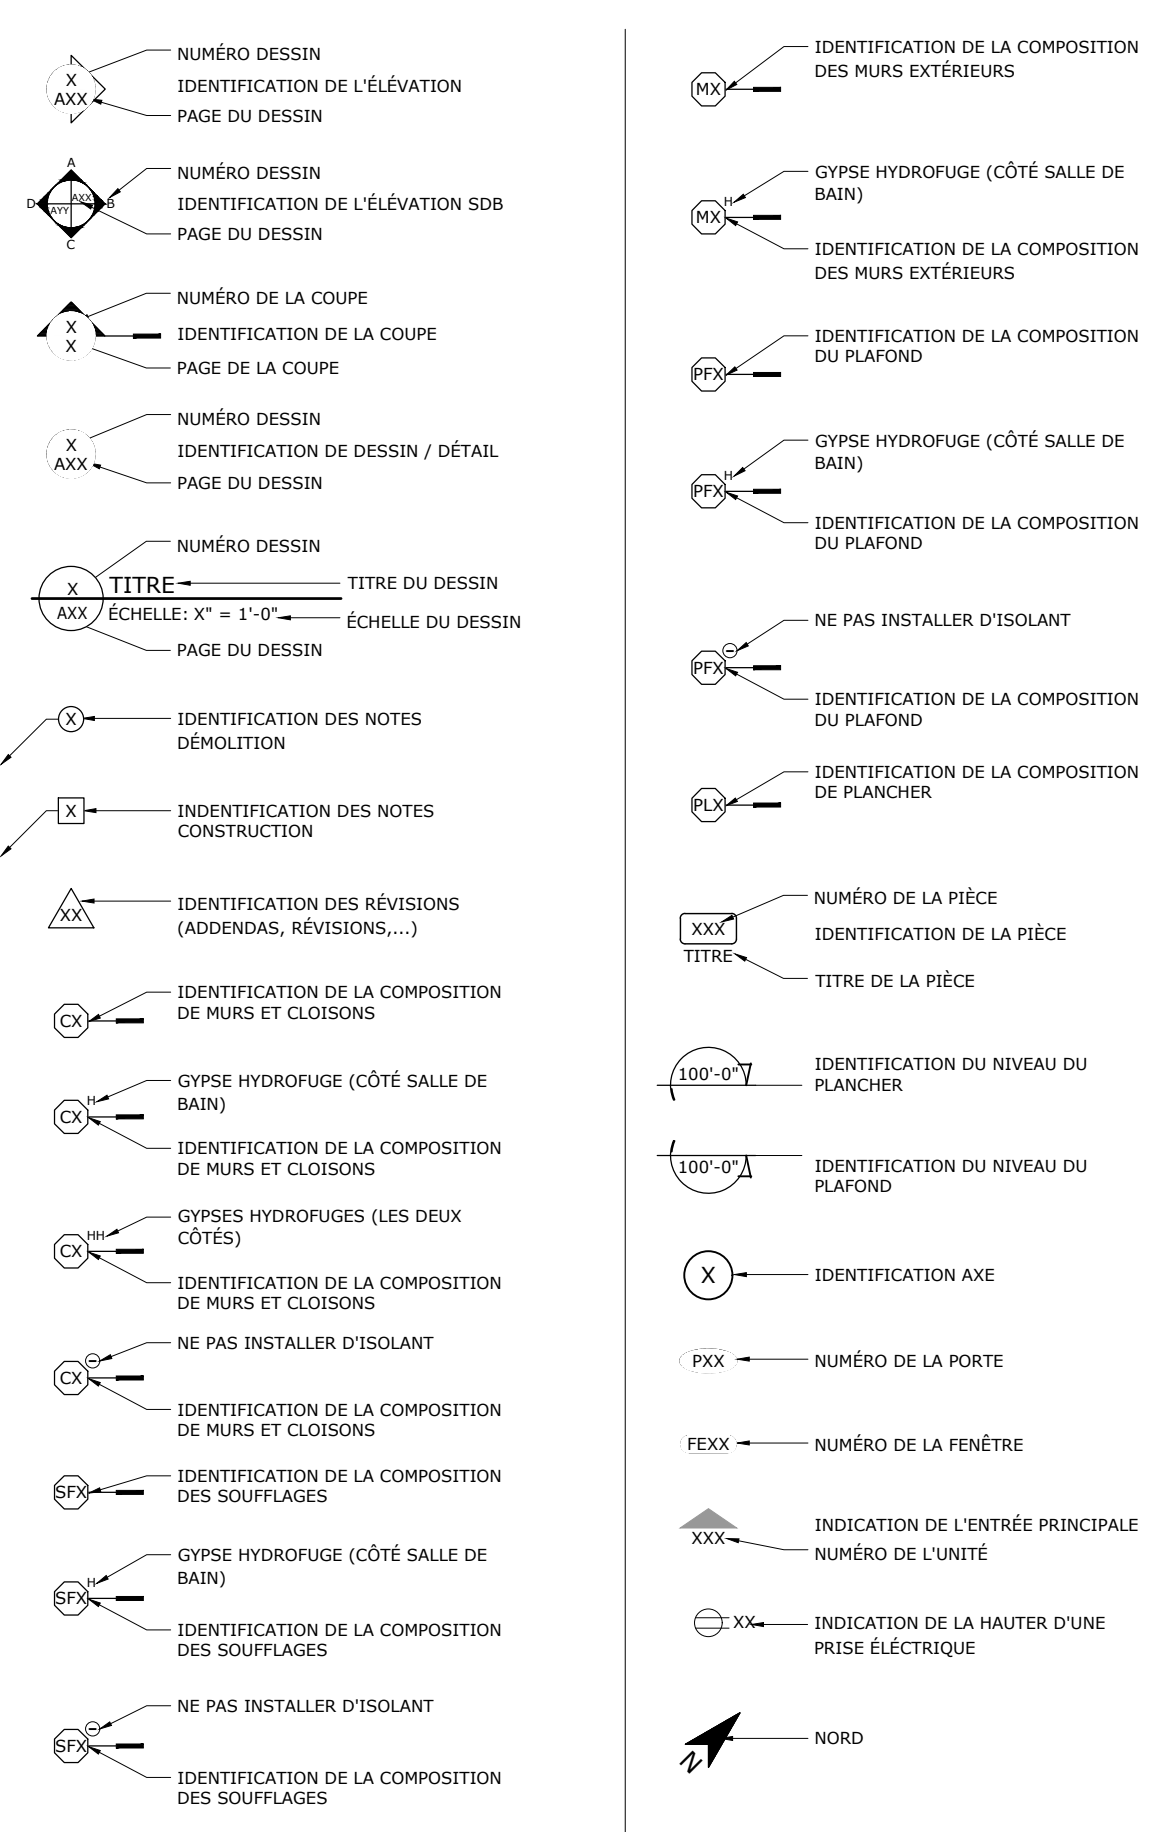 NUMÉRO DESSIN
X
AXX
IDENTIFICATION DE L'ÉLÉVATION
PAGE DU DESSIN
A
NUMÉRO DESSIN
D
AXX
B
AYY
IDENTIFICATION DE L'ÉLÉVATION SDB
PAGE DU DESSIN
C
NUMÉRO DE LA COUPE
X
X
IDENTIFICATION DE LA COUPE
PAGE DE LA COUPE
NUMÉRO DESSIN
X
AXX
IDENTIFICATION DE DESSIN / DÉTAIL
PAGE DU DESSIN
NUMÉRO DESSIN
X
TITRE
TITRE DU DESSIN
AXX
ÉCHELLE: X" = 1'-0"
ÉCHELLE DU DESSIN
PAGE DU DESSIN
X
IDENTIFICATION DES NOTES
DÉMOLITION
X
INDENTIFICATION DES NOTES
CONSTRUCTION
XX
IDENTIFICATION DES RÉVISIONS
(ADDENDAS, RÉVISIONS,...)
CX
IDENTIFICATION DE LA COMPOSITION
DE MURS ET CLOISONS
GYPSE HYDROFUGE (CÔTÉ SALLE DE
BAIN)
H
CX
IDENTIFICATION DE LA COMPOSITION
DE MURS ET CLOISONS
GYPSES HYDROFUGES (LES DEUX
CÔTÉS)
HH
CX
IDENTIFICATION DE LA COMPOSITION
DE MURS ET CLOISONS
NE PAS INSTALLER D'ISOLANT
CX
IDENTIFICATION DE LA COMPOSITION
DE MURS ET CLOISONS
SFX
IDENTIFICATION DE LA COMPOSITION
DES SOUFFLAGES
GYPSE HYDROFUGE (CÔTÉ SALLE DE
BAIN)
H
SFX
IDENTIFICATION DE LA COMPOSITION
DES SOUFFLAGES
NE PAS INSTALLER D'ISOLANT
SFX
IDENTIFICATION DE LA COMPOSITION
DES SOUFFLAGES
IDENTIFICATION DE LA COMPOSITION
DES MURS EXTÉRIEURS
MX
GYPSE HYDROFUGE (CÔTÉ SALLE DE
BAIN)
H
MX
IDENTIFICATION DE LA COMPOSITION
DES MURS EXTÉRIEURS
IDENTIFICATION DE LA COMPOSITION
DU PLAFOND
PFX
GYPSE HYDROFUGE (CÔTÉ SALLE DE
BAIN)
H
PFX
IDENTIFICATION DE LA COMPOSITION
DU PLAFOND
NE PAS INSTALLER D'ISOLANT
PFX
IDENTIFICATION DE LA COMPOSITION
DU PLAFOND
IDENTIFICATION DE LA COMPOSITION
DE PLANCHER
PLX
NUMÉRO DE LA PIÈCE
XXX
IDENTIFICATION DE LA PIÈCE
TITRE
TITRE DE LA PIÈCE
100'-0"
IDENTIFICATION DU NIVEAU DU
PLANCHER
100'-0"
IDENTIFICATION DU NIVEAU DU
PLAFOND
X
IDENTIFICATION AXE
PXX
NUMÉRO DE LA PORTE
FEXX
NUMÉRO DE LA FENÊTRE
INDICATION DE L'ENTRÉE PRINCIPALE
XXX
NUMÉRO DE L'UNITÉ
XX
INDICATION DE LA HAUTER D'UNE
PRISE ÉLÉCTRIQUE
NORD
N